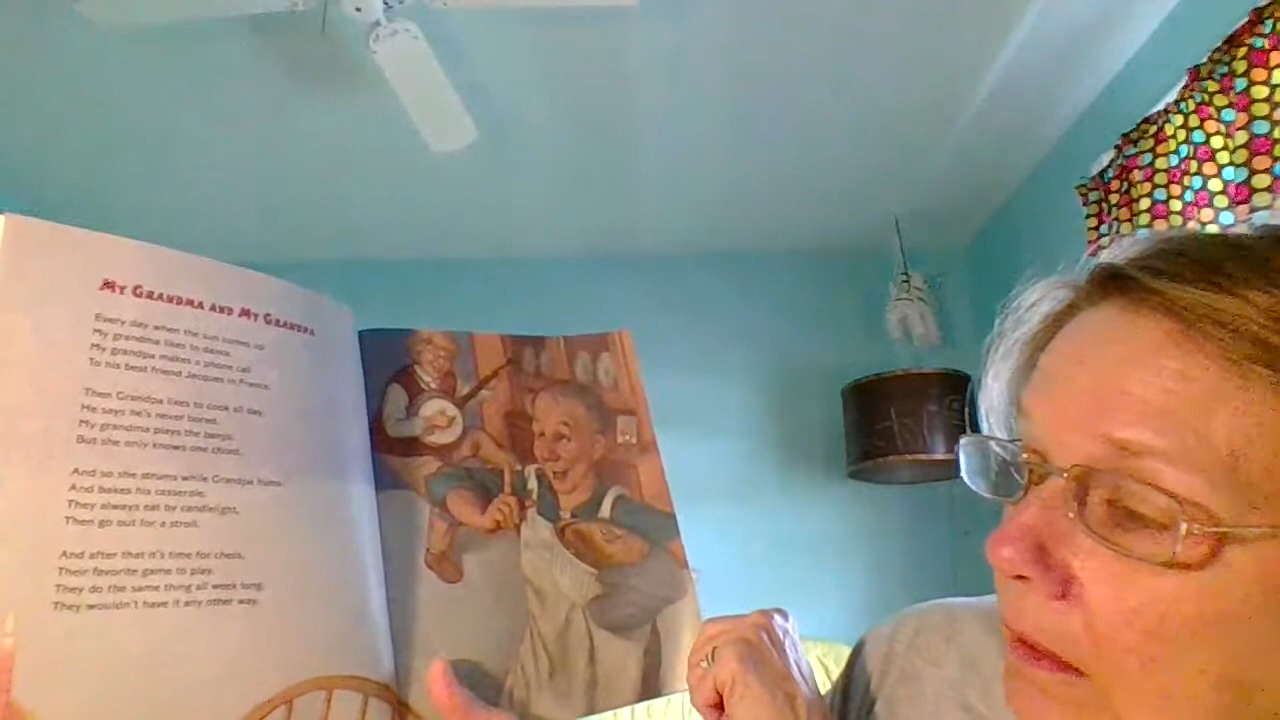 MY GRANDMA AND MY GRANDPA
Every day when the sun comes up
My grandma likes to dance.
My grandpa makes a phone call
To his best friend Jacques in France.
Then Grandpa likes to cook all day.
He says he's never bored.
My grandma plays the banjo,
But she only knows one chord.
And so she strums while Grandpa hums
And bakes his casserole.
They always eat by candlelight,
Then go out for a stroll.
And after that it's time for chess,
Their favorite game to play.
They do the same thing all week long.
They wouldn't have it any other way.